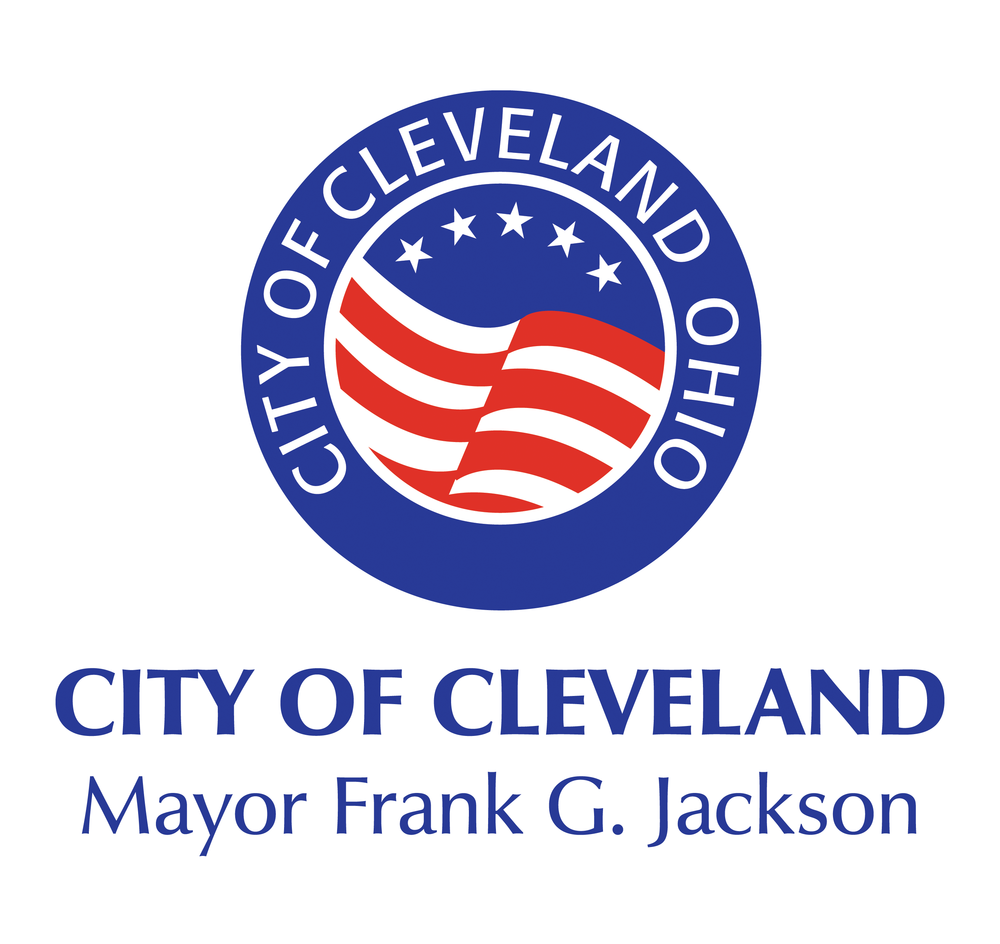 CITY OF CLEVELAND OHIO
CITY OF CLEVELAND
Mayor Frank G. Jackson